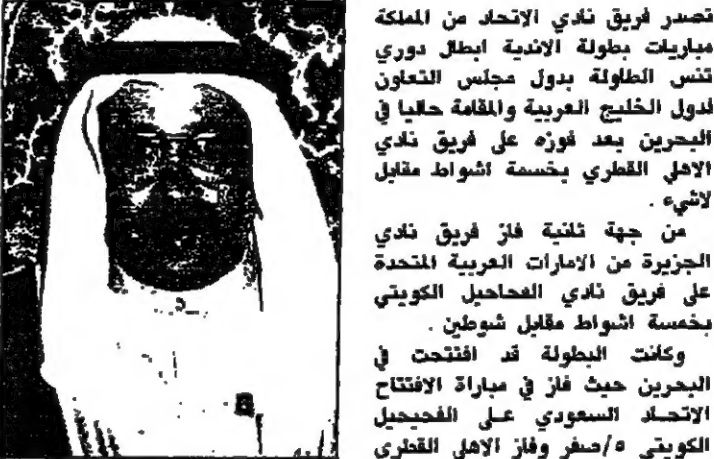 تصدر فريق نادي الاتحاد من المملكة
مباريات بطولة الاندية ابطال دوري
تنس الطاولة بدول مجلس التعاون
لدول الخليج العربية والمقامة حاليا في
البحرين بعد فوزه على فريق نادي
الاهلي القطري بخسمة اشواط مقابل
لاشيء .
من جهة ثانية فاز فريق نادي
الجزيرة من الامارات العربية المتحدة
على فريق نادي الفحاحيل الكويتي
بخمسة اشواط مقابل شوطين .
وكانت البطولة قد افتتحت في
البحرين حيث فاز في مباراة الافتتاح
الاتحاد السعودي على الفحيحيل
الكويتي ٥/صفر وفاز الاهلي القطري